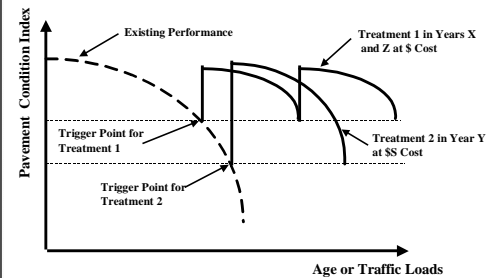 Pavement Condition Index
Existing Performance
Treatment 1 in Years X
and Z at $ Cost
Trigger Point for
Treatment 1
Treatment 2 in Year Y
at $S Cost
Trigger Point for
Treatment 2
Age or Traffic Loads